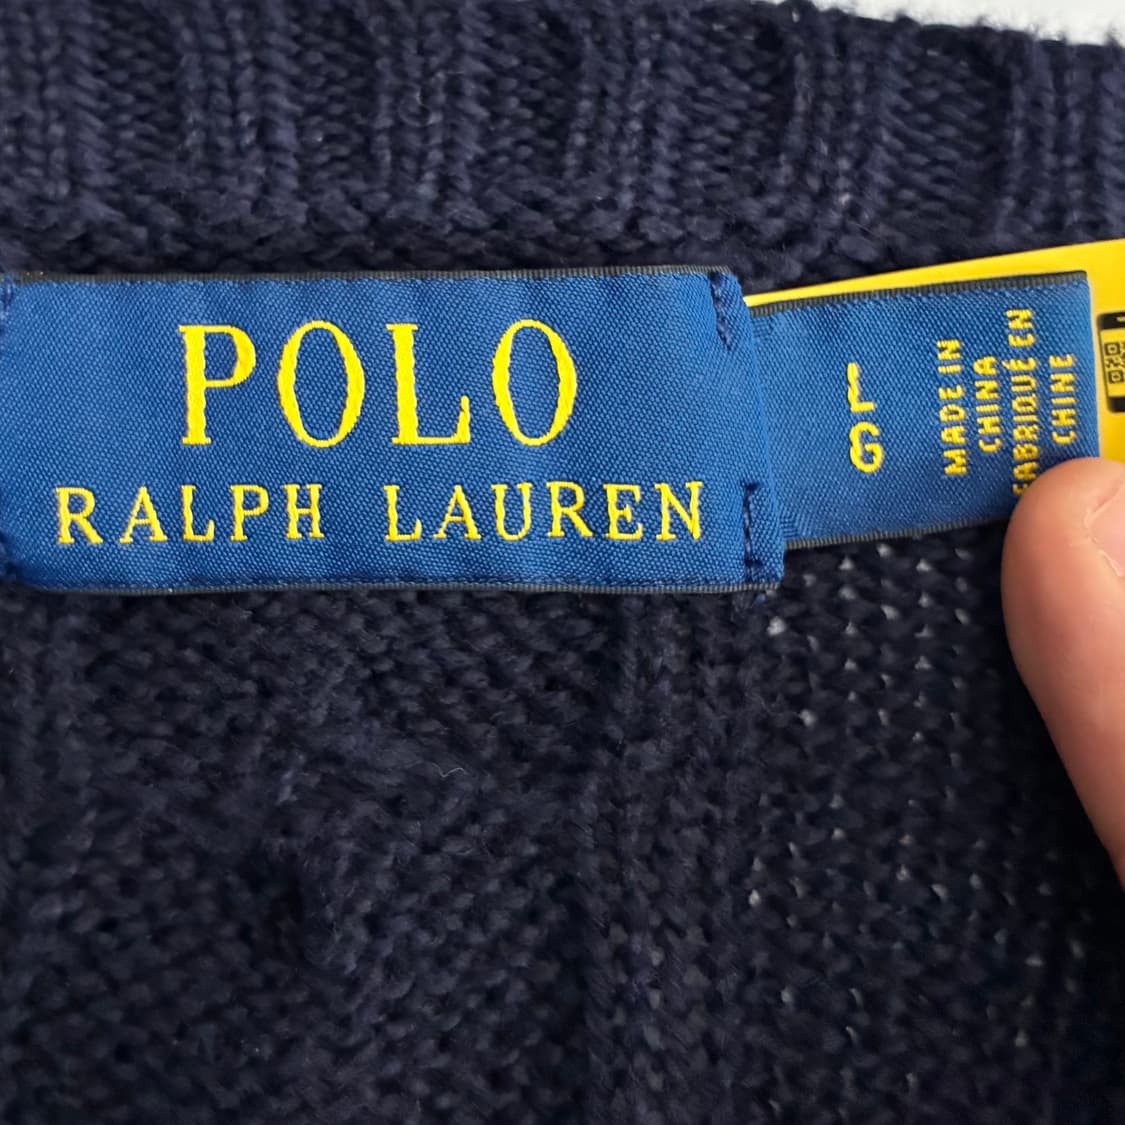 POLO
RALPH LAUREN
L
G
MADE IN
CHINA
FABRIQUÉ EN
CHINE